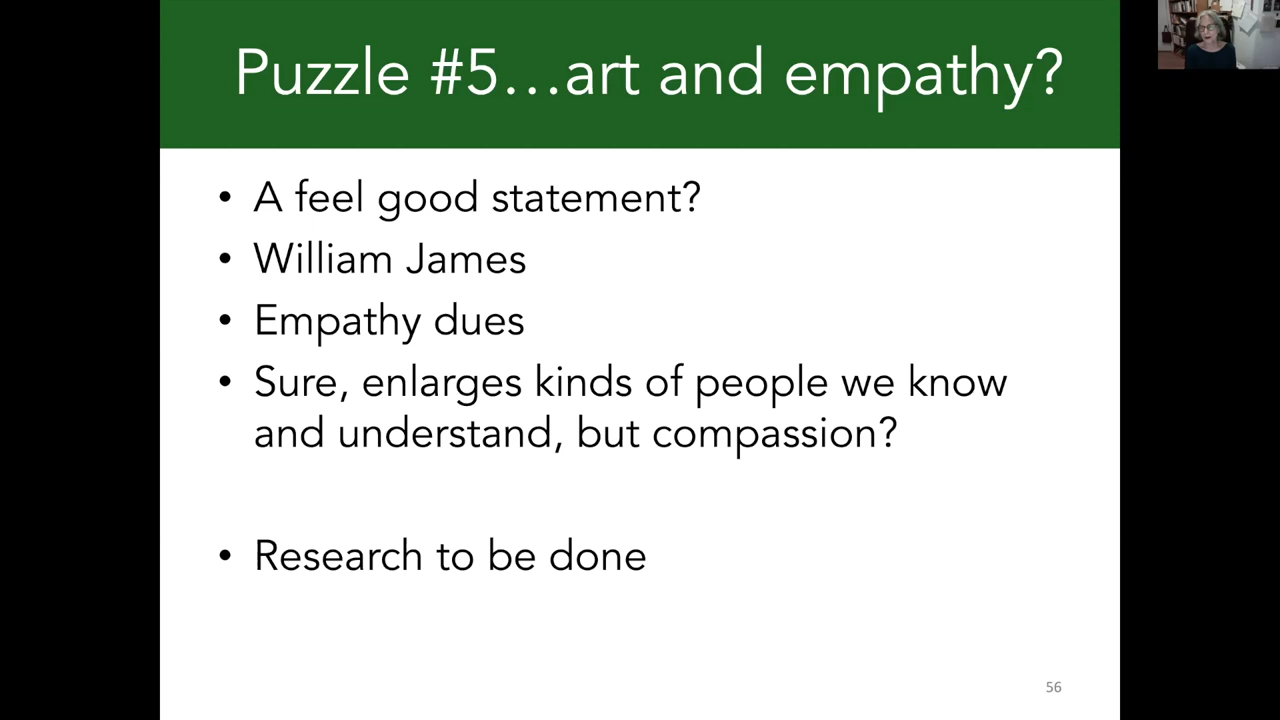 Puzzle #5…art and empathy?
• A feel good statement?
• William James
• Empathy dues
• Sure, enlarges kinds of people we know
and understand, but compassion?
• Research to be done
56